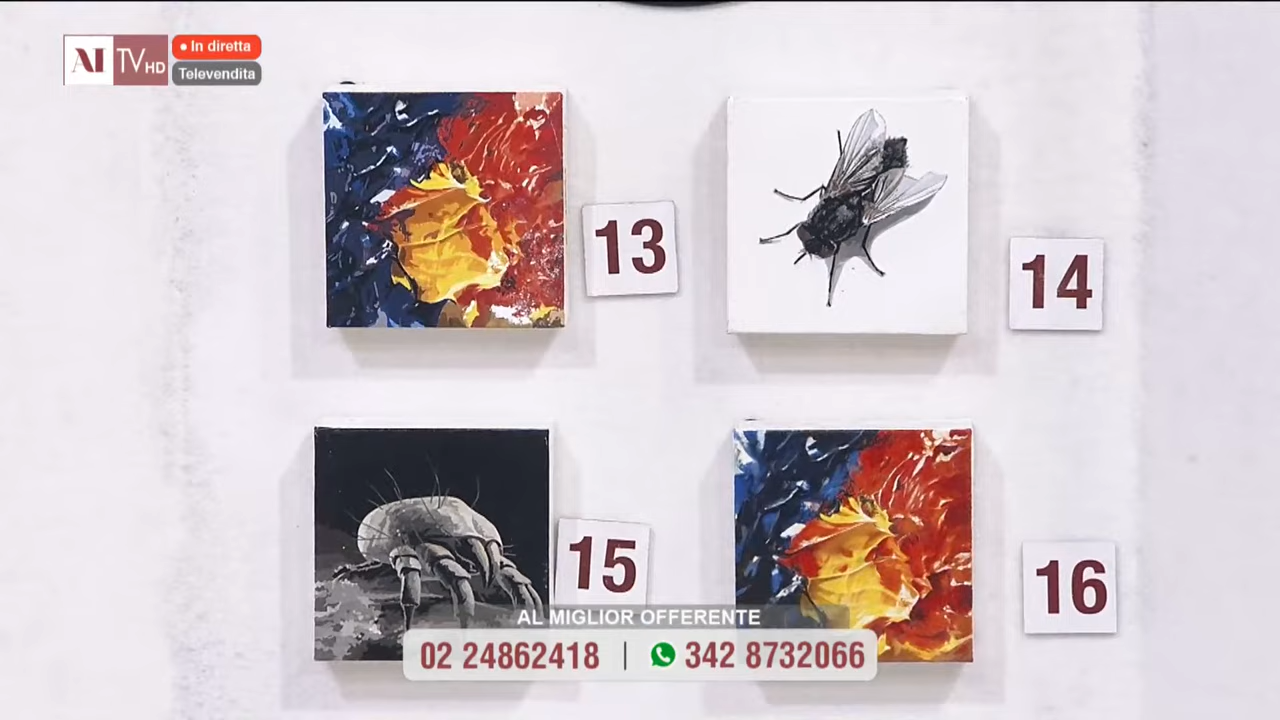 AI TV HD
• In diretta
Televendita
13
14
15
16
AL MIGLIOR OFFERENTE
02 24862418 | 342 8732066